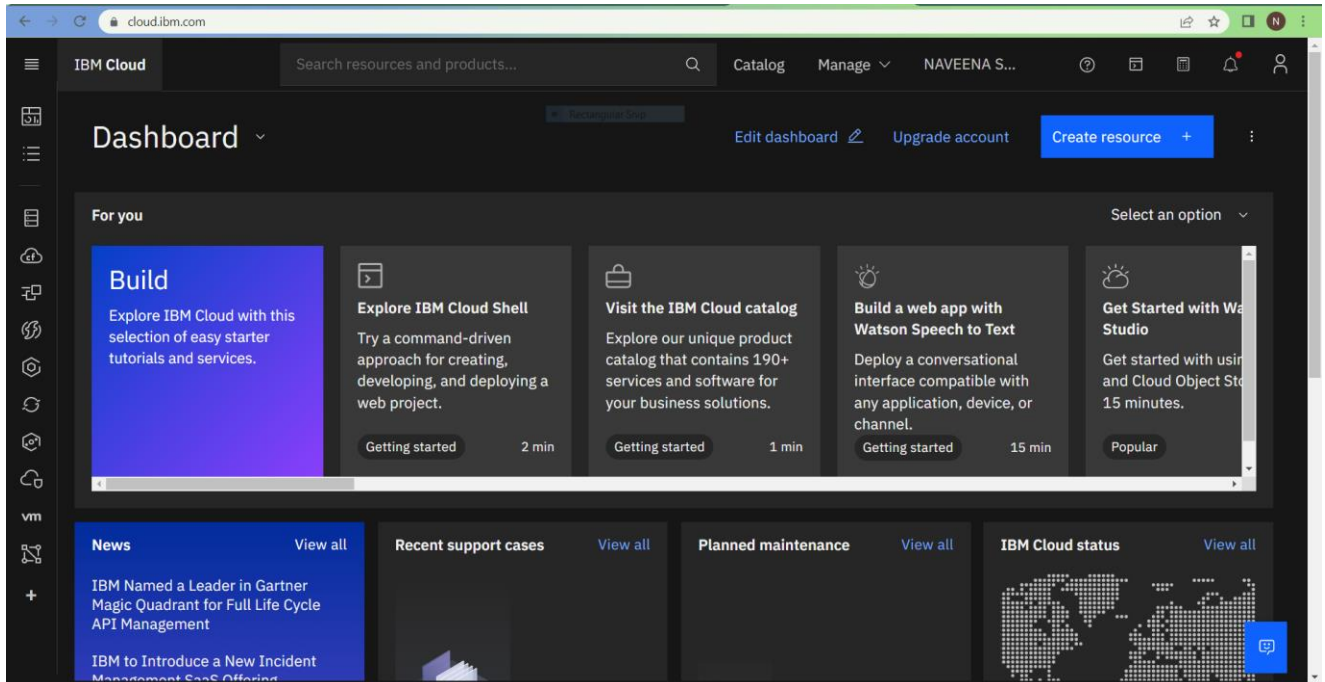 cloud.ibm.com
N
IBM Cloud
Search resources and products...
Catalog
Manage
NAVEENA S...
Rectangular Snip
Dashboard
Edit dashboard
Upgrade account
Create resource +
For you
Select an option
Build
Explore IBM Cloud with this
selection of easy starter
tutorials and services.
Explore IBM Cloud Shell
Try a command-driven
approach for creating,
developing, and deploying a
web project.
Getting started
2 min
Visit the IBM Cloud catalog
Explore our unique product
catalog that contains 190+
services and software for
your business solutions.
Getting started
1 min
Build a web app with
Watson Speech to Text
Deploy a conversational
interface compatible with
any application, device, or
channel.
Getting started
15 min
Get Started with Wa
Studio
Get started with usin
and Cloud Object Sto
15 minutes.
Popular
cf
vm
News
View all
IBM Named a Leader in Gartner
Magic Quadrant for Full Life Cycle
API Management
IBM to Introduce a New Incident
Management SaaS Offering
Recent support cases
View all
Planned maintenance
View all
IBM Cloud status
View all